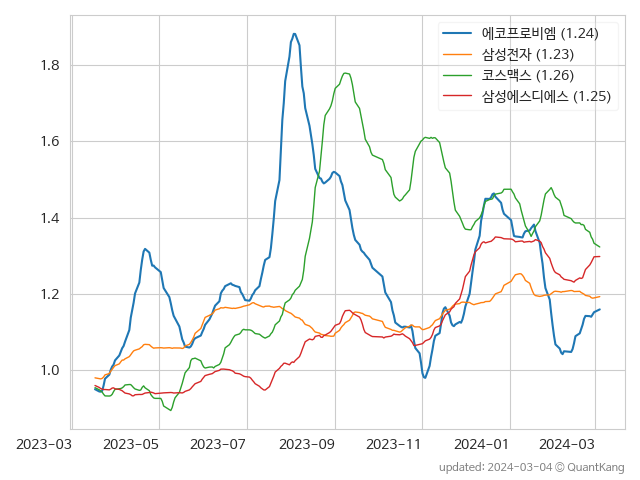 에코프로비엠 (1.24)
삼성전자 (1.23)
코스맥스 (1.26)
삼성에스디에스 (1.25)
1.8
1.6
1.4
1.2
1.0
2023-03 2023-05 2023-07 2023-09 2023-11 2024-01 2024-03
updated: 2024-03-04 © QuantKang